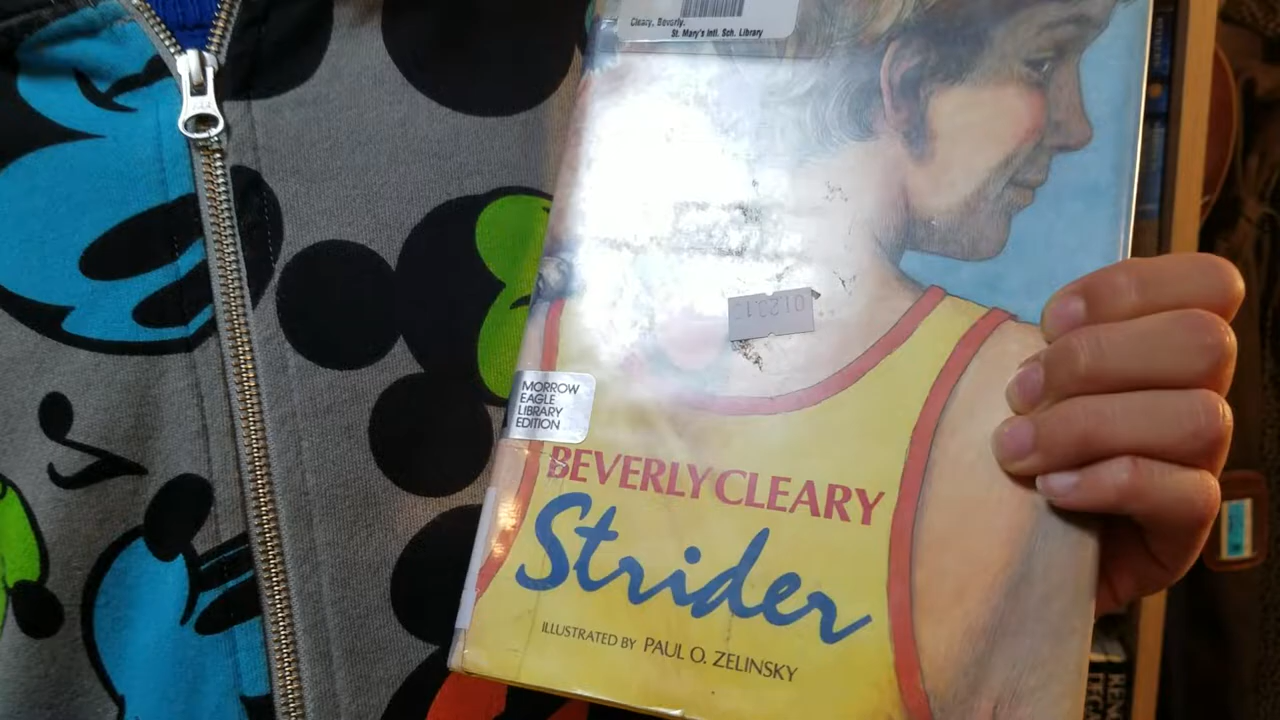 Cleary, Beverly.
St. Mary's Intl. Sch. Library
MORROW
EAGLE
LIBRARY
EDITION
BEVERLY CLEARY
Strider
ILLUSTRATED BY PAUL O. ZELINSKY